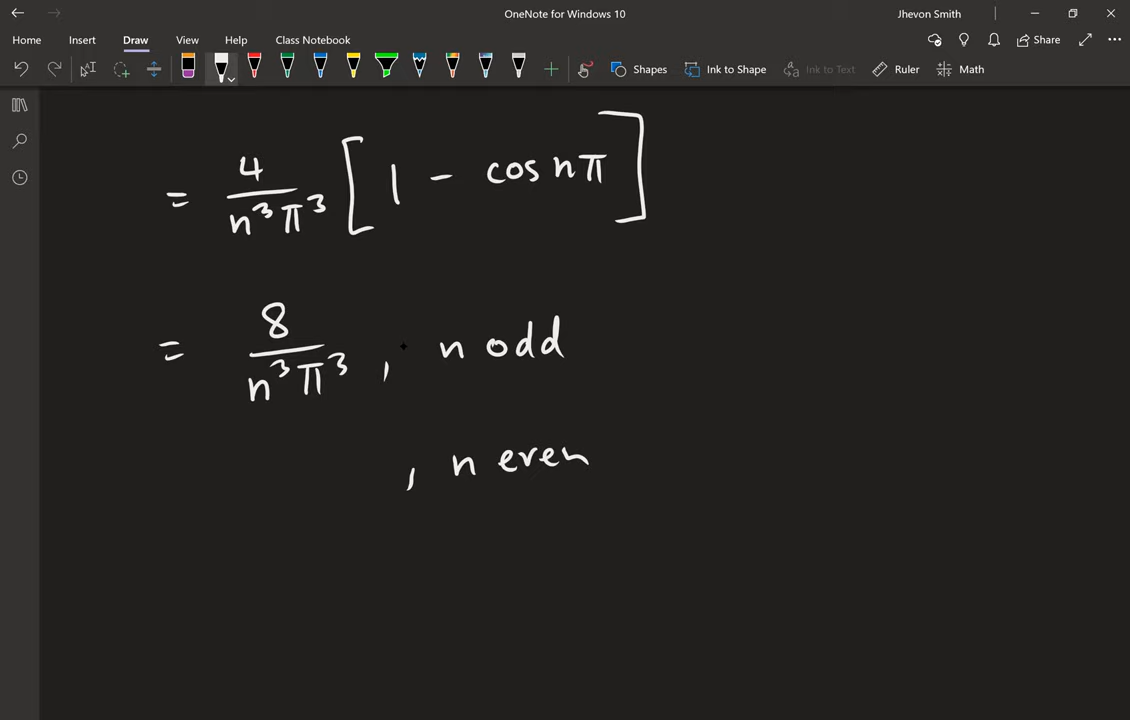 OneNote for Windows 10
Jhevon Smith
Home Insert Draw View Help Class Notebook
Share
Shapes Ink to Shape Ink to Text Ruler Math
= 4/n³π³ [1 - cos nπ]
= 8/n³π³ , n odd
, n even